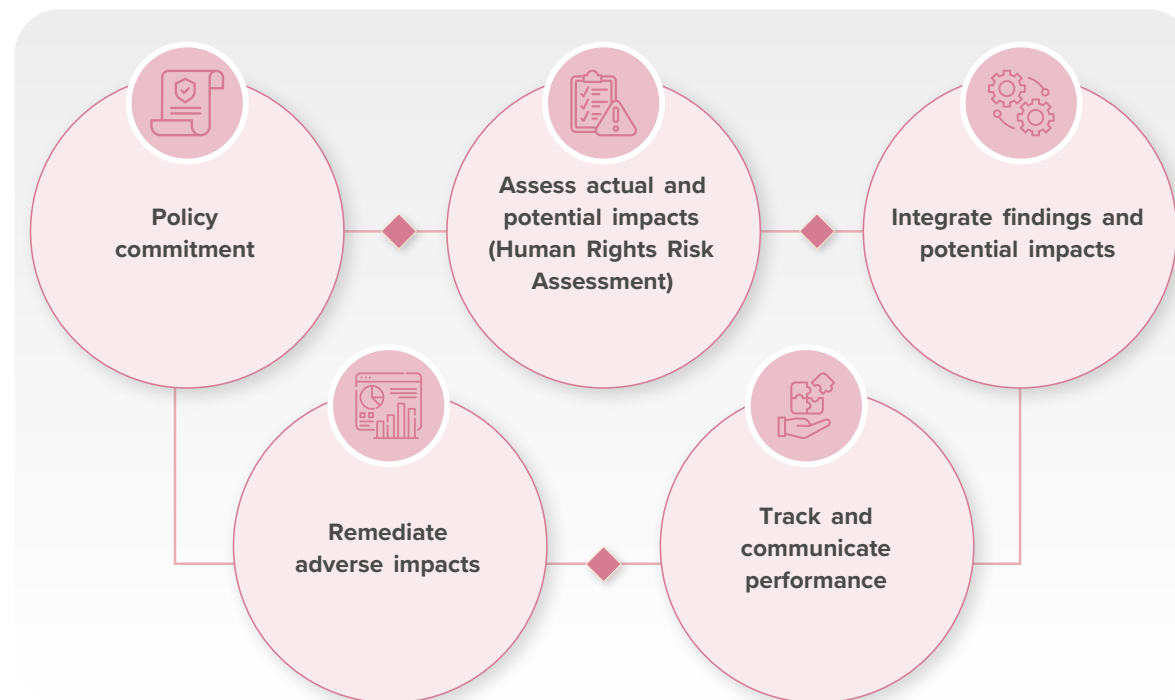 Policy
commitment
Assess actual and
potential impacts
(Human Rights Risk
Assessment)
Integrate findings and
potential impacts
Remediate
adverse impacts
Track and
communicate
performance